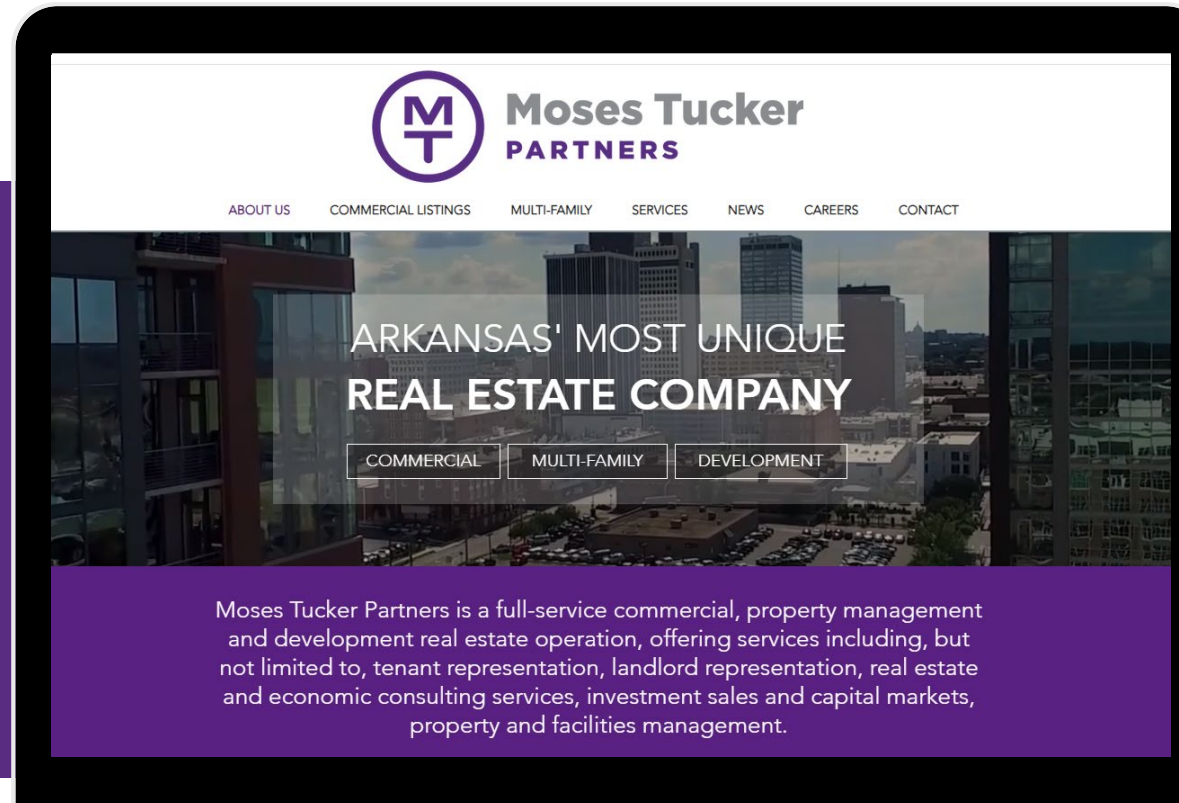 MT
Moses Tucker
PARTNERS
ABOUT US COMMERCIAL LISTINGS MULTI-FAMILY SERVICES NEWS CAREERS CONTACT
ARKANSAS' MOST UNIQUE
REAL ESTATE COMPANY
COMMERCIAL MULTI-FAMILY DEVELOPMENT
Moses Tucker Partners is a full-service commercial, property management
and development real estate operation, offering services including, but
not limited to, tenant representation, landlord representation, real estate
and economic consulting services, investment sales and capital markets,
property and facilities management.